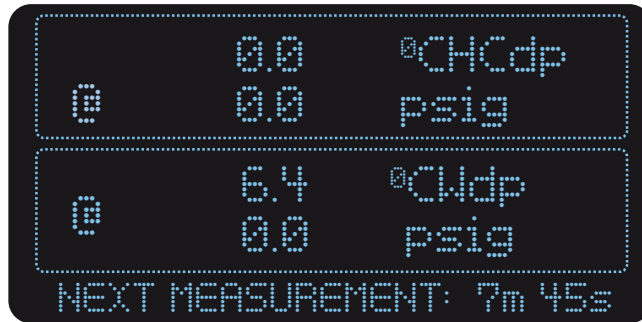 0.0 ⁰CHCdp
@ 0.0 psig
6.4 ⁰CWdp
@ 0.0 psig
NEXT MEASUREMENT: 7m 45s